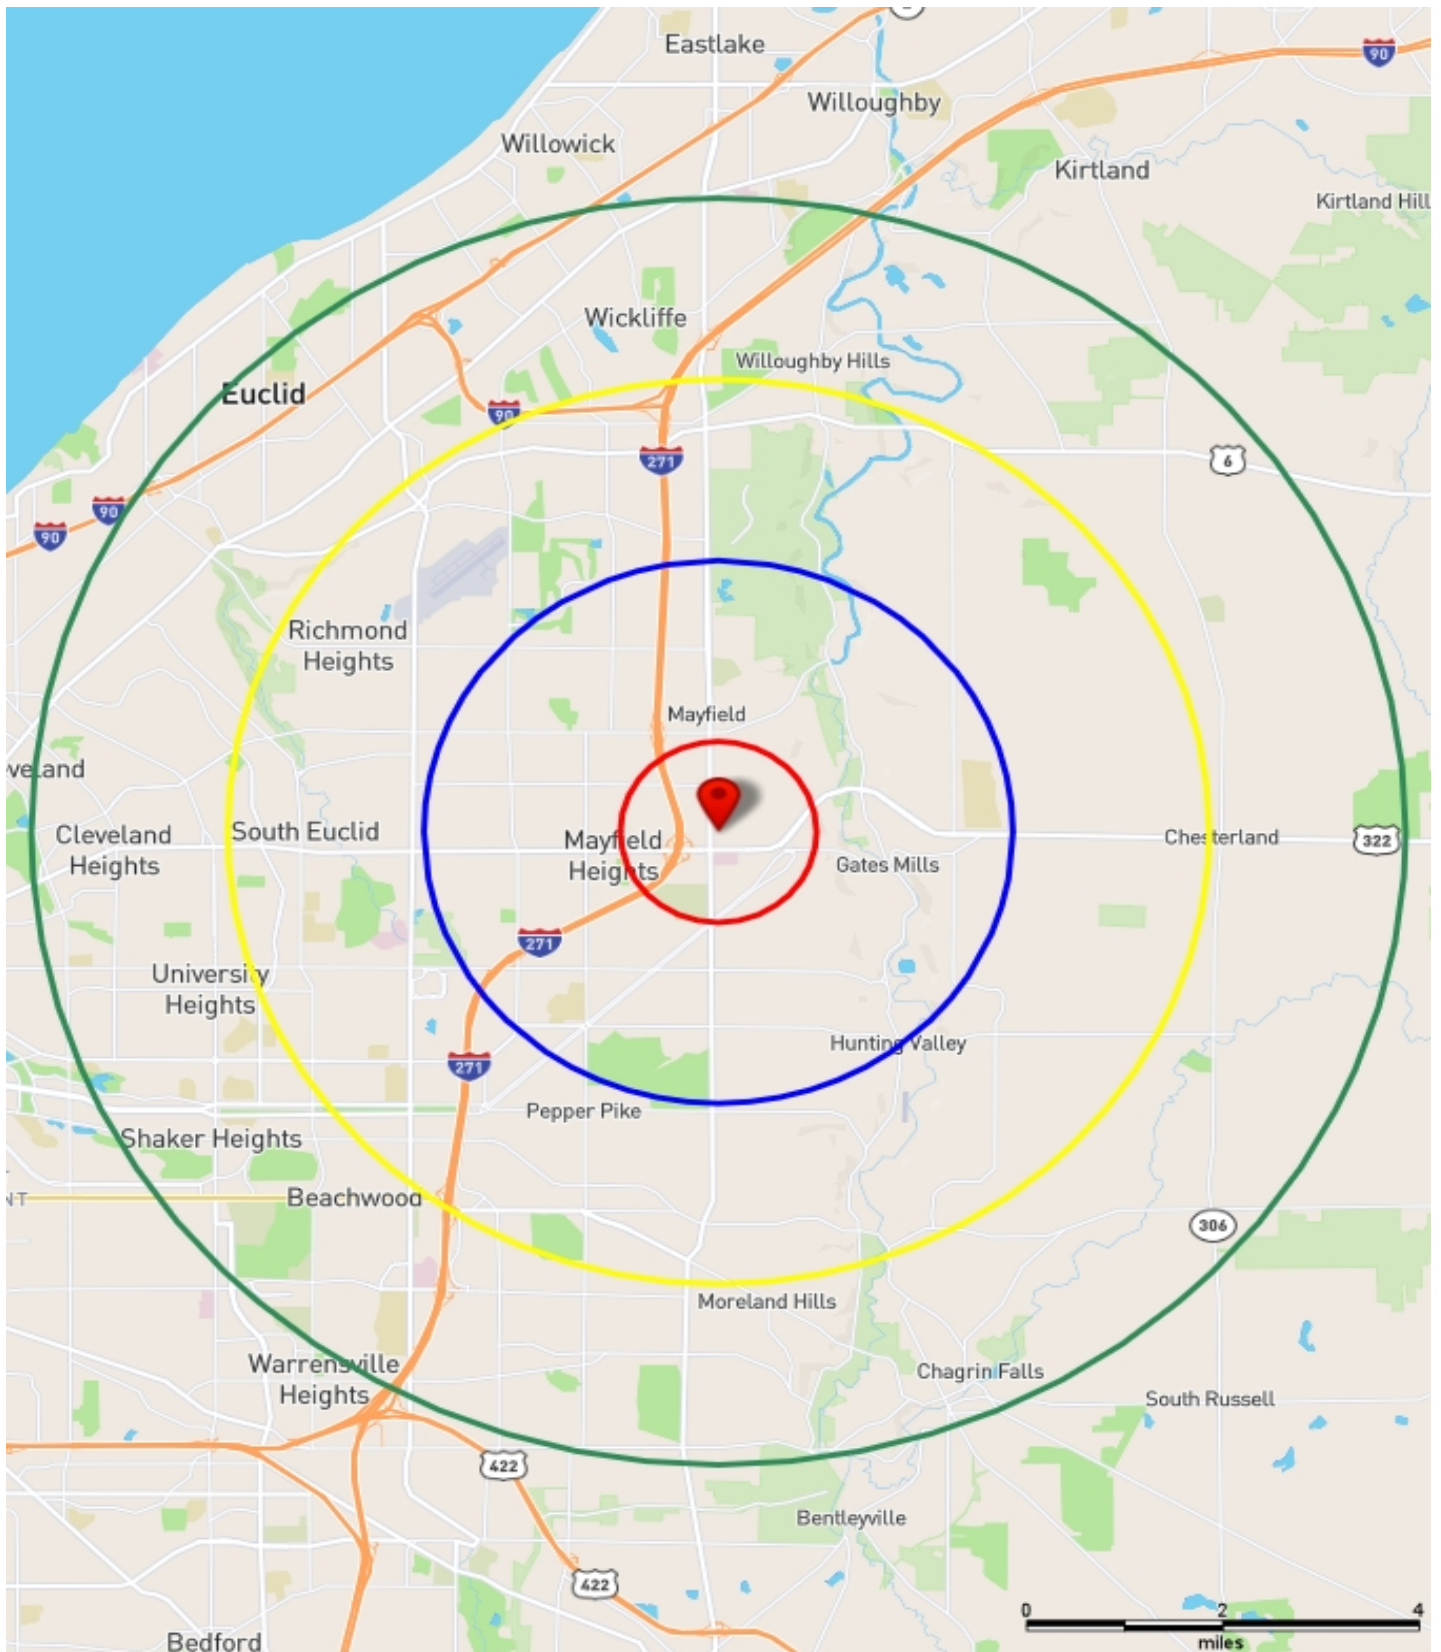 Eastlake
90
Willoughby
Willowick
Kirtland
Kirtland Hill
Wickliffe
Willoughby Hills
Euclid
90
271
6
90
90
Richmond
Heights
Mayfield
veland
Cleveland
Heights
South Euclid
Mayfield
Heights
Gates Mills
Chesterland
322
271
University
Heights
Hunting Valley
271
Pepper Pike
Shaker Heights
NT
Beachwood
306
Moreland Hills
Warrensville
Heights
Chagrin Falls
South Russell
422
Bentleyville
422
0 2 4
miles
Bedford